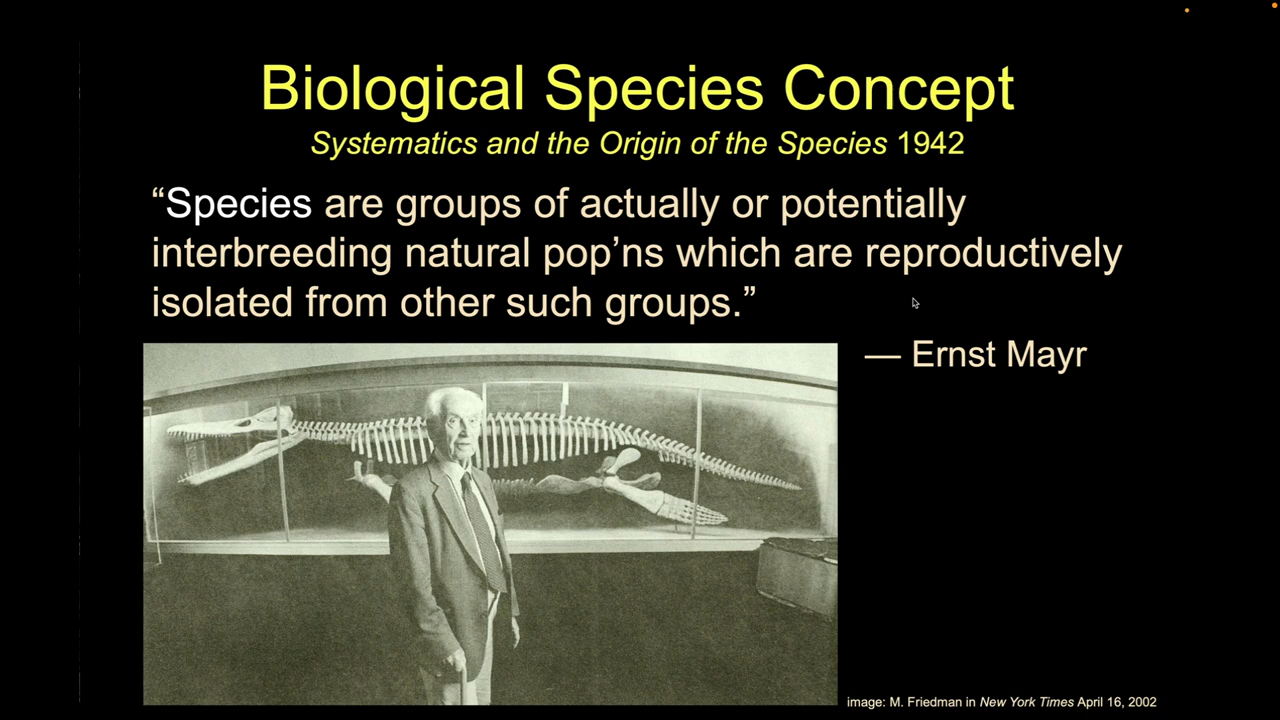 Biological Species Concept
Systematics and the Origin of the Species 1942
“Species are groups of actually or potentially
interbreeding natural pop’ns which are reproductively
isolated from other such groups.”
— Ernst Mayr
image: M. Friedman in New York Times April 16, 2002